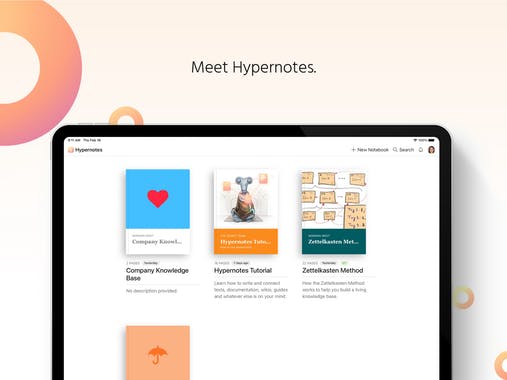 Meet Hypernotes.
9:11 AM Thu Feb 18
100%
Hypernotes
New Notebook
Search
Company Knowl...
Hypernotes Tuto...
Zettelkasten Met...
2 PAGES Yesterday
Company Knowledge
Base
No description provided
16 PAGES 7 days ago
Hypernotes Tutorial
Learn how to write and connect
texts, documentation, wikis, guides
and whatever else is on your mind
22 PAGES Yesterday
Zettelkasten Method
How the Zettelkasten Method
works to help you build a living
knowledge base.